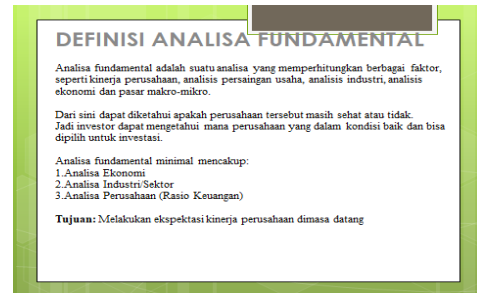 DEFINISI ANALISA FUNDAMENTAL
Analisa fundamental adalah suatu analisa yang memperhitungkan berbagai faktor,
seperti kinerja perusahaan, analisis persaingan usaha, analisis industri, analisis
ekonomi dan pasar makro-mikro.
Dari sini dapat diketahui apakah perusahaan tersebut masih sehat atau tidak.
Jadi investor dapat mengetahui mana perusahaan yang dalam kondisi baik dan bisa
dipilih untuk investasi.
Analisa fundamental minimal mencakup:
1.Analisa Ekonomi
2.Analisa Industri/Sektor
3.Analisa Perusahaan (Rasio Keuangan)
Tujuan: Melakukan ekspektasi kinerja perusahaan dimasa datang